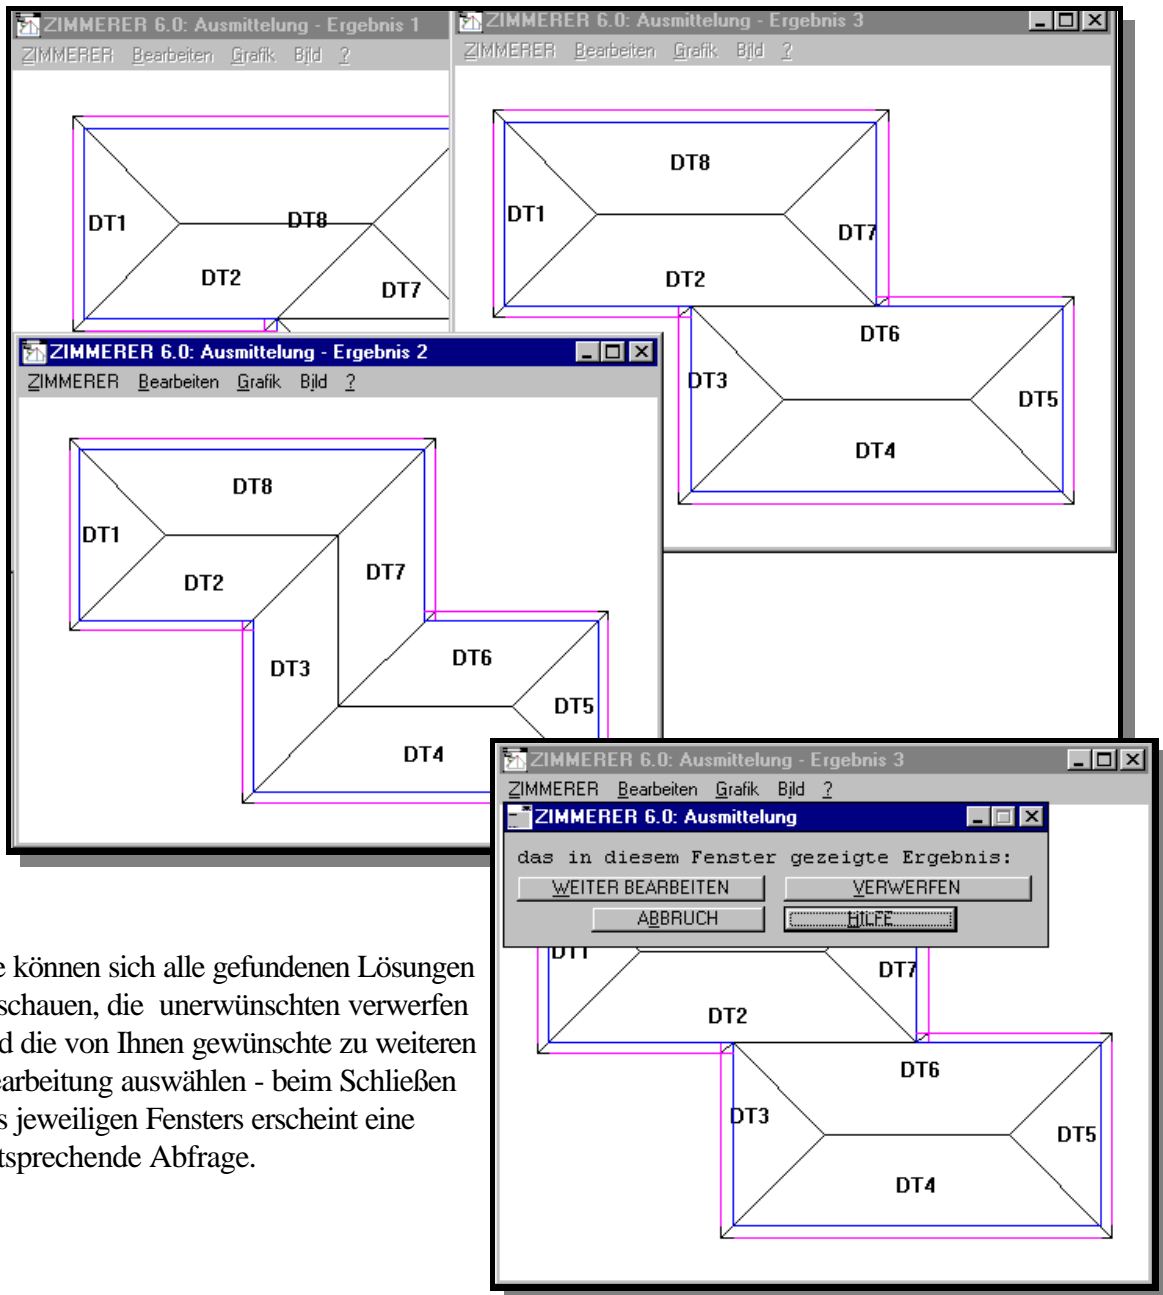 ZIMMERER 6.0: Ausmittelung - Ergebnis 1
ZIMMERER Bearbeiten Grafik Bild ?
DT1
DT8
DT2
DT7
ZIMMERER 6.0: Ausmittelung - Ergebnis 3
ZIMMERER Bearbeiten Grafik Bild ?
DT8
DT1
DT7
DT2
DT6
DT3
DT5
DT4
ZIMMERER 6.0: Ausmittelung - Ergebnis 2
ZIMMERER Bearbeiten Grafik Bild ?
DT8
DT1
DT7
DT2
DT6
DT3
DT5
DT4
ZIMMERER 6.0: Ausmittelung - Ergebnis 3
ZIMMERER Bearbeiten Grafik Bild ?
ZIMMERER 6.0: Ausmittelung
das in diesem Fenster gezeigte Ergebnis:
WEITER BEARBEITEN VERWERFEN
ABBRUCH HILFE
DT1
DT7
DT2
DT6
DT3
DT5
DT4
e können sich alle gefundenen Lösungen
schauen, die unerwünschten verwerfen
d die von Ihnen gewünschte zu weiteren
earbeitung auswählen - beim Schließen
s jeweiligen Fensters erscheint eine
tsprechende Abfrage.